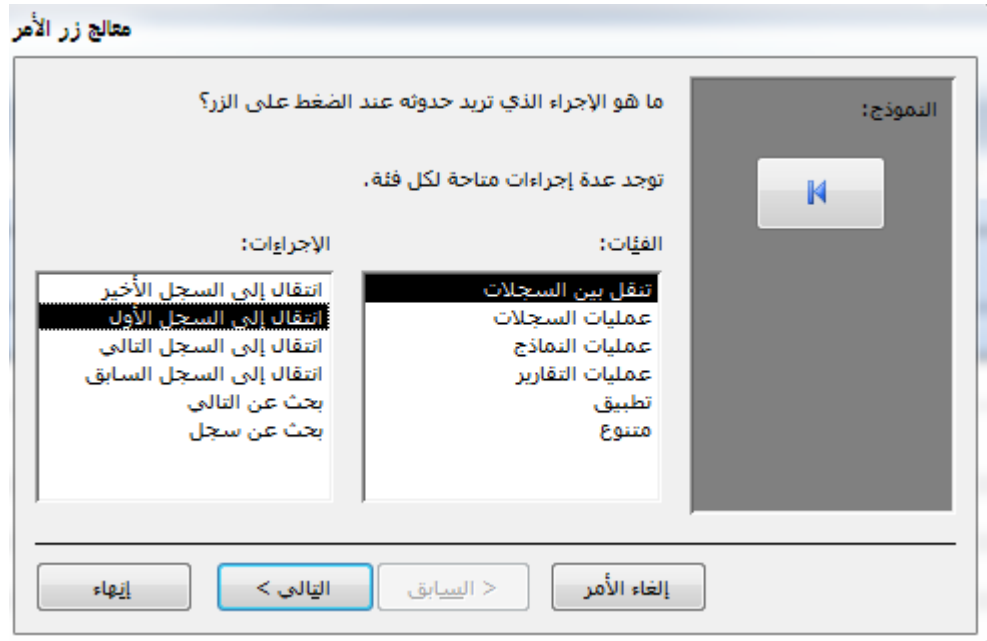 معالج زر الأمر
النموذج:
ما هو الإجراء الذي تريد حدوثه عند الضغط على الزر؟
توجد عدة إجراءات متاحة لكل فئة.
الفئات:
تنقل بين السجلات
عمليات السجلات
عمليات النماذج
عمليات التقارير
تطبيق
متنوع
الإجراءات:
انتقال إلى السجل الأخير
انتقال إلى السجل الأول
انتقال إلى السجل التالي
انتقال إلى السجل السابق
بحث عن التالي
بحث عن سجل
إلغاء الأمر
< السابق
التالي >
إنهاء